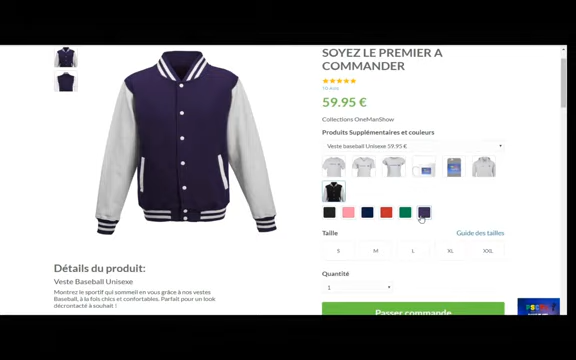 SOYEZ LE PREMIER A
COMMANDER
59.95 €
Collections OneManShow
Produits Supplémentaires et couleurs
Veste baseball Unisexe 59.95 €
Taille
Guide des tailles
S
M
L
XL
XXL
Quantité
1
Passer commande
Détails du produit:
Veste Baseball Unisexe
Montrez le sportif qui sommeil en vous grâce à nos vestes
Baseball, à la fois chics et confortables. Parfait pour un look
décontracté à souhait !